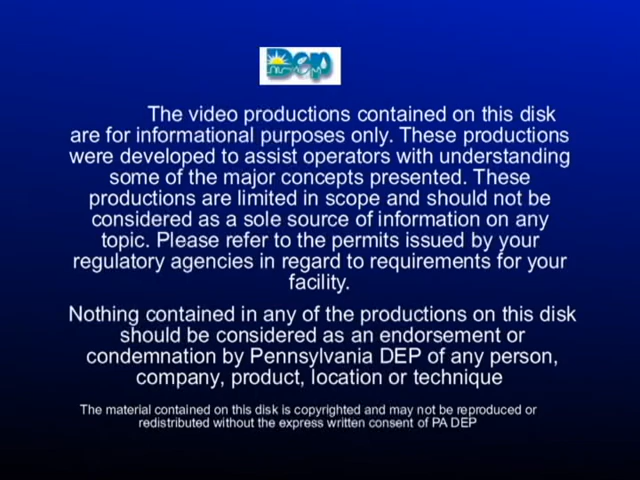 Dep
The video productions contained on this disk
are for informational purposes only. These productions
were developed to assist operators with understanding
some of the major concepts presented. These
productions are limited in scope and should not be
considered as a sole source of information on any
topic. Please refer to the permits issued by your
regulatory agencies in regard to requirements for your
facility.
Nothing contained in any of the productions on this disk
should be considered as an endorsement or
condemnation by Pennsylvania DEP of any person,
company, product, location or technique
The material contained on this disk is copyrighted and may not be reproduced or
redistributed without the express written consent of PA DEP